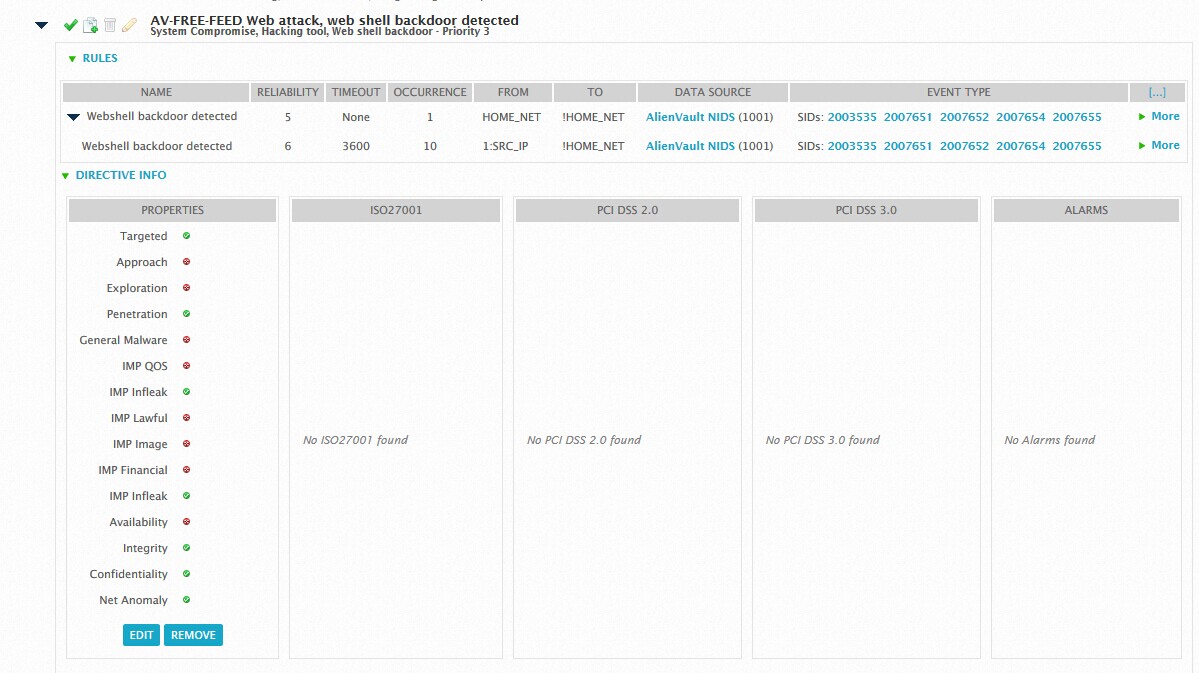 AV-FREE-FEED Web attack, web shell backdoor detected
System Compromise, Hacking tool, Web shell backdoor - Priority 3
RULES
NAME RELIABILITY TIMEOUT OCCURRENCE FROM TO DATA SOURCE EVENT TYPE [...]
Webshell backdoor detected 5 None 1 HOME_NET !HOME_NET AlienVault NIDS (1001) SIDs: 2003535 2007651 2007652 2007654 2007655 More
Webshell backdoor detected 6 3600 10 1:SRC_IP !HOME_NET AlienVault NIDS (1001) SIDs: 2003535 2007651 2007652 2007654 2007655 More
DIRECTIVE INFO
PROPERTIES ISO27001 PCI DSS 2.0 PCI DSS 3.0 ALARMS
Targeted
Approach
Exploration
Penetration
General Malware
IMP QOS
IMP Infleak
IMP Lawful
IMP Image
No ISO27001 found No PCI DSS 2.0 found No PCI DSS 3.0 found No Alarms found
IMP Financial
IMP Infleak
Availability
Integrity
Confidentiality
Net Anomaly
EDIT REMOVE